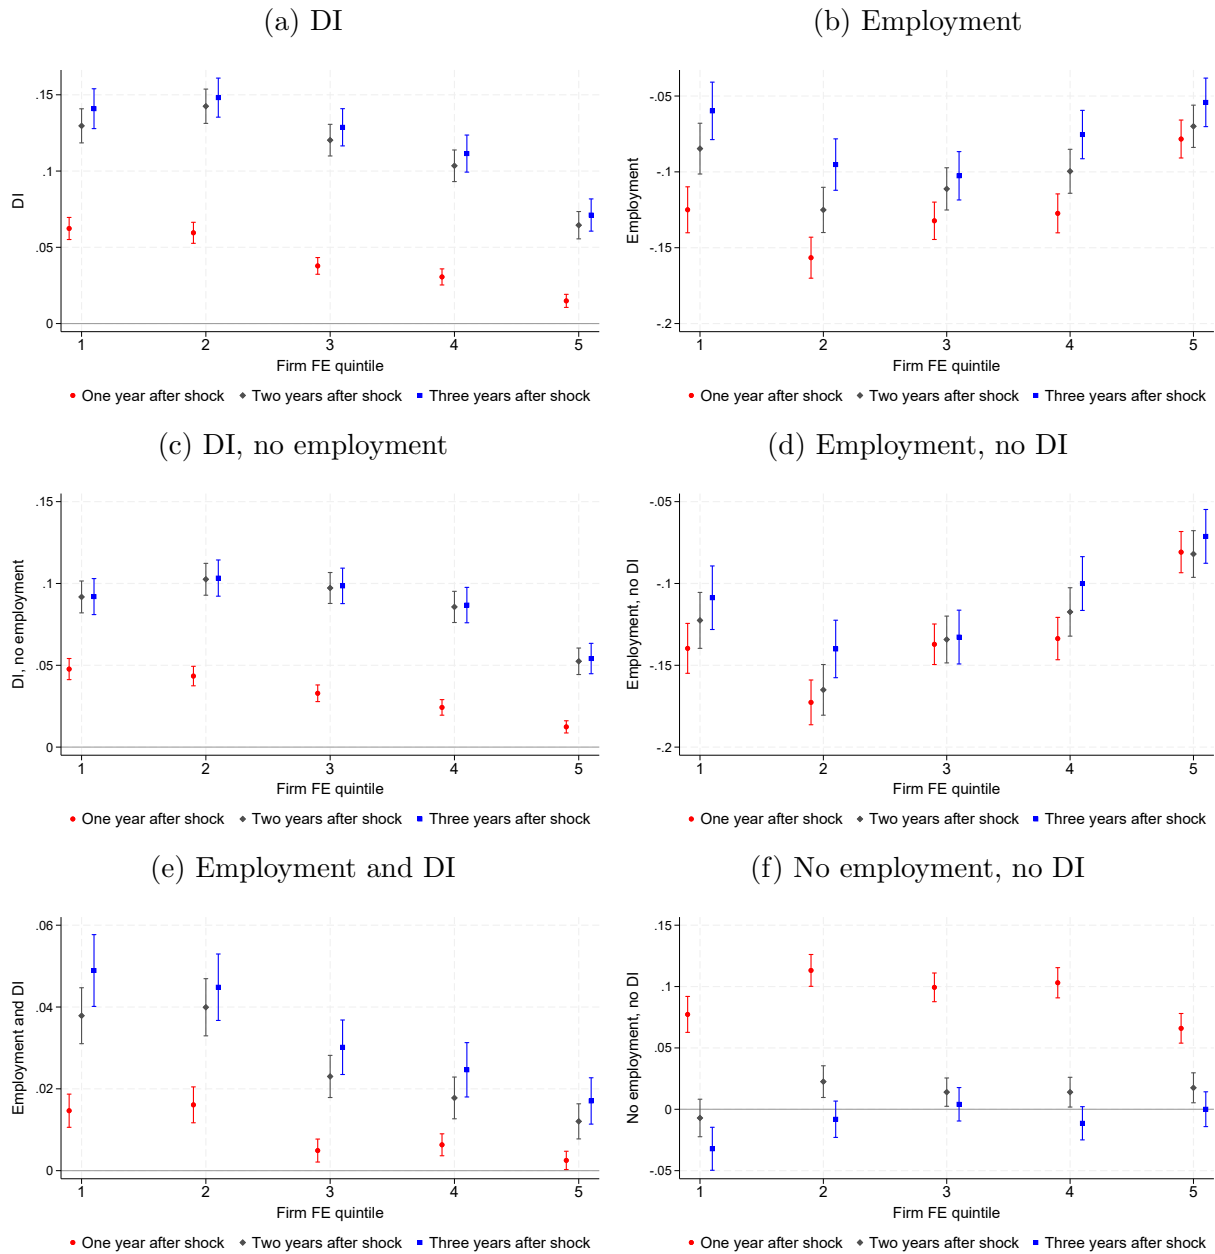 (a) DI
.15
.1
.05
0
DI
1 2 3 4 5
Firm FE quintile
One year after shock Two years after shock Three years after shock
(b) Employment
-.05
-.1
-.15
-.2
Employment
1 2 3 4 5
Firm FE quintile
One year after shock Two years after shock Three years after shock
(c) DI, no employment
.15
.1
.05
0
DI, no employment
1 2 3 4 5
Firm FE quintile
One year after shock Two years after shock Three years after shock
(d) Employment, no DI
-.05
-.1
-.15
-.2
Employment, no DI
1 2 3 4 5
Firm FE quintile
One year after shock Two years after shock Three years after shock
(e) Employment and DI
.06
.04
.02
0
Employment and DI
1 2 3 4 5
Firm FE quintile
One year after shock Two years after shock Three years after shock
(f) No employment, no DI
.15
.1
.05
0
-.05
No employment, no DI
1 2 3 4 5
Firm FE quintile
One year after shock Two years after shock Three years after shock